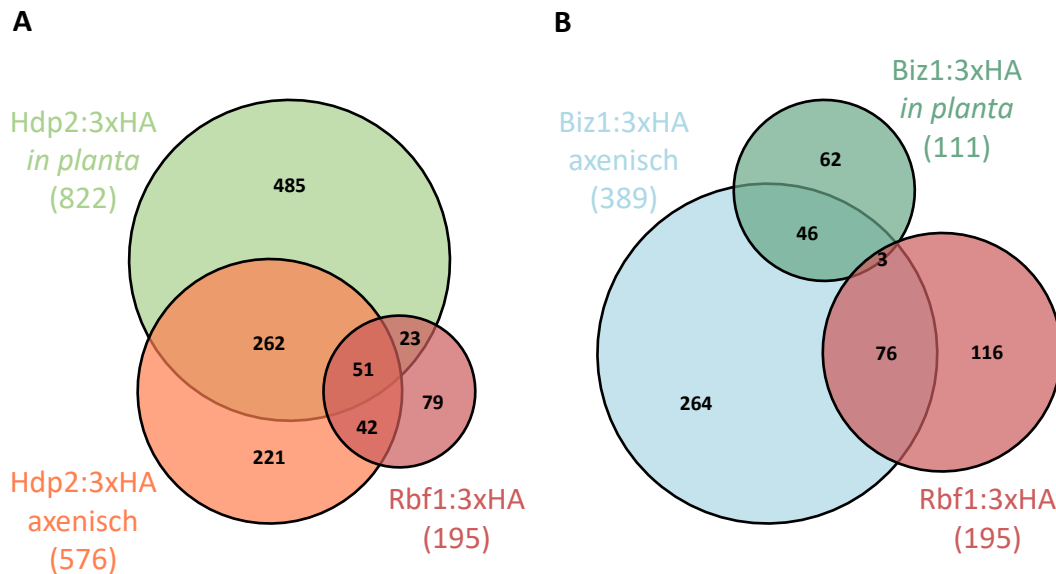 A
Hdp2:3xHA
in planta
(822)
485
262
23
51
79
42
221
Hdp2:3xHA
axenisch
(576)
Rbf1:3xHA
(195)
B
Biz1:3xHA
axenisch
(389)
Biz1:3xHA
in planta
(111)
62
46
3
76
116
264
Rbf1:3xHA
(195)